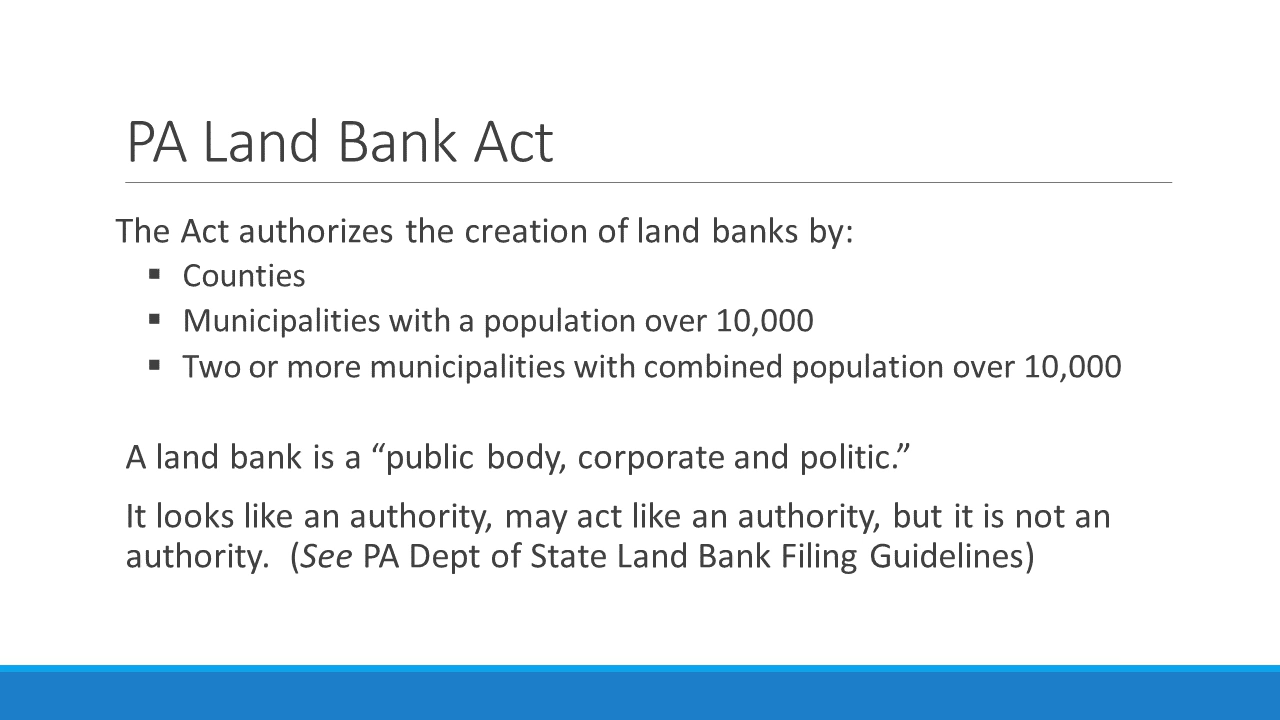 PA Land Bank Act
The Act authorizes the creation of land banks by:
▪ Counties
▪ Municipalities with a population over 10,000
▪ Two or more municipalities with combined population over 10,000
A land bank is a “public body, corporate and politic.”
It looks like an authority, may act like an authority, but it is not an
authority.  (See PA Dept of State Land Bank Filing Guidelines)